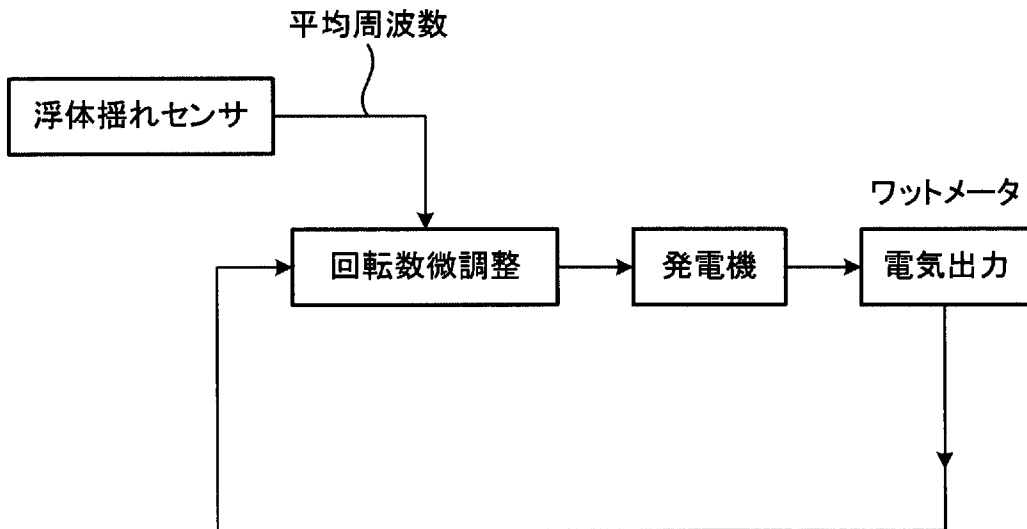 平均周波数
浮体揺れセンサ
ワットメータ
回転数微調整
発電機
電気出力